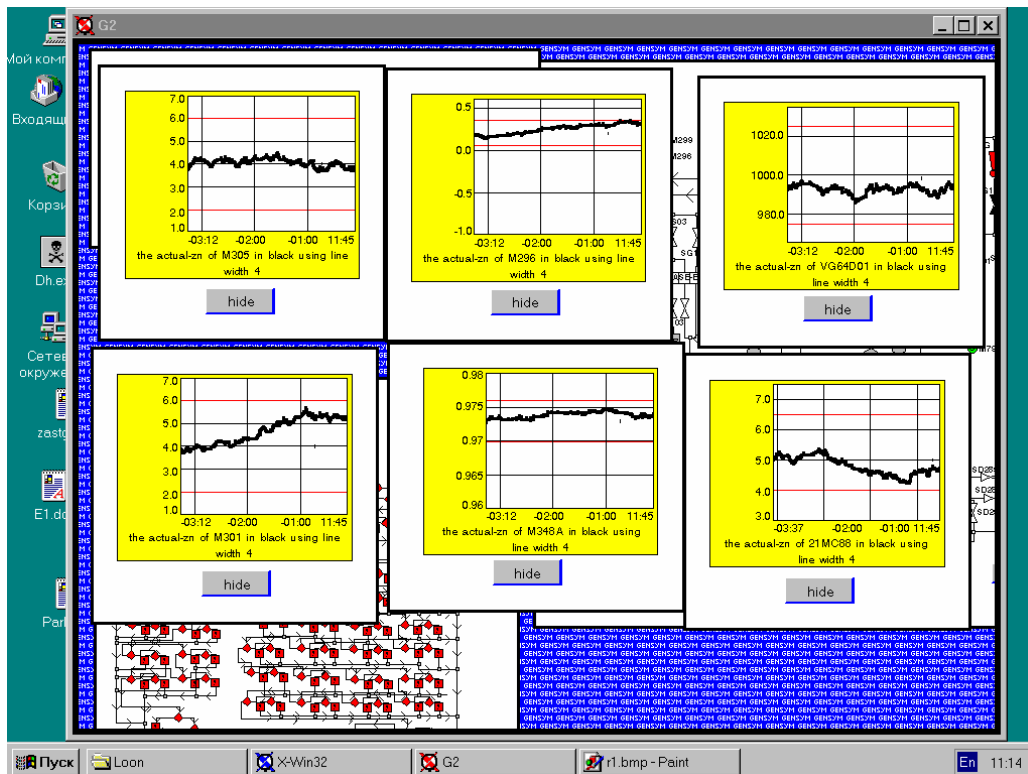 G2
Мой комп
Входящи
Корзи
Dh.e
Сетев
окруже
zast
E1.do
Parl
7.0
6.0
5.0
4.0
3.0
2.0
1.0
-03:12 -02:00 -01:00 11:45
the actual-zn of M305 in black using line
width 4
hide
0.5
0.0
-0.5
-1.0
-03:12 -02:00 -01:00 11:45
the actual-zn of M296 in black using line
width 4
hide
M299
M296
S03
SG1
1020.0
1000.0
980.0
-03:12 -02:00 -01:00 11:45
the actual-zn of VG64D01 in black using
line width 4
hide
7.0
6.0
5.0
4.0
3.0
2.0
1.0
-03:12 -02:00 -01:00 11:45
the actual-zn of M301 in black using line
width 4
hide
0.98
0.975
0.97
0.965
0.96
-03:12 -02:00 -01:00 11:45
the actual-zn of M348A in black using
line width 4
hide
7.0
6.0
5.0
4.0
3.0
-03:37 -02:00 -01:00 11:45
the actual-zn of 21MC88 in black using
line width 4
hide
GENSYM GENSYM GENSYM GENSYM GENSYM GENSYM
Пуск
Loon
X-Win32
G2
r1.bmp - Paint
En
11:14